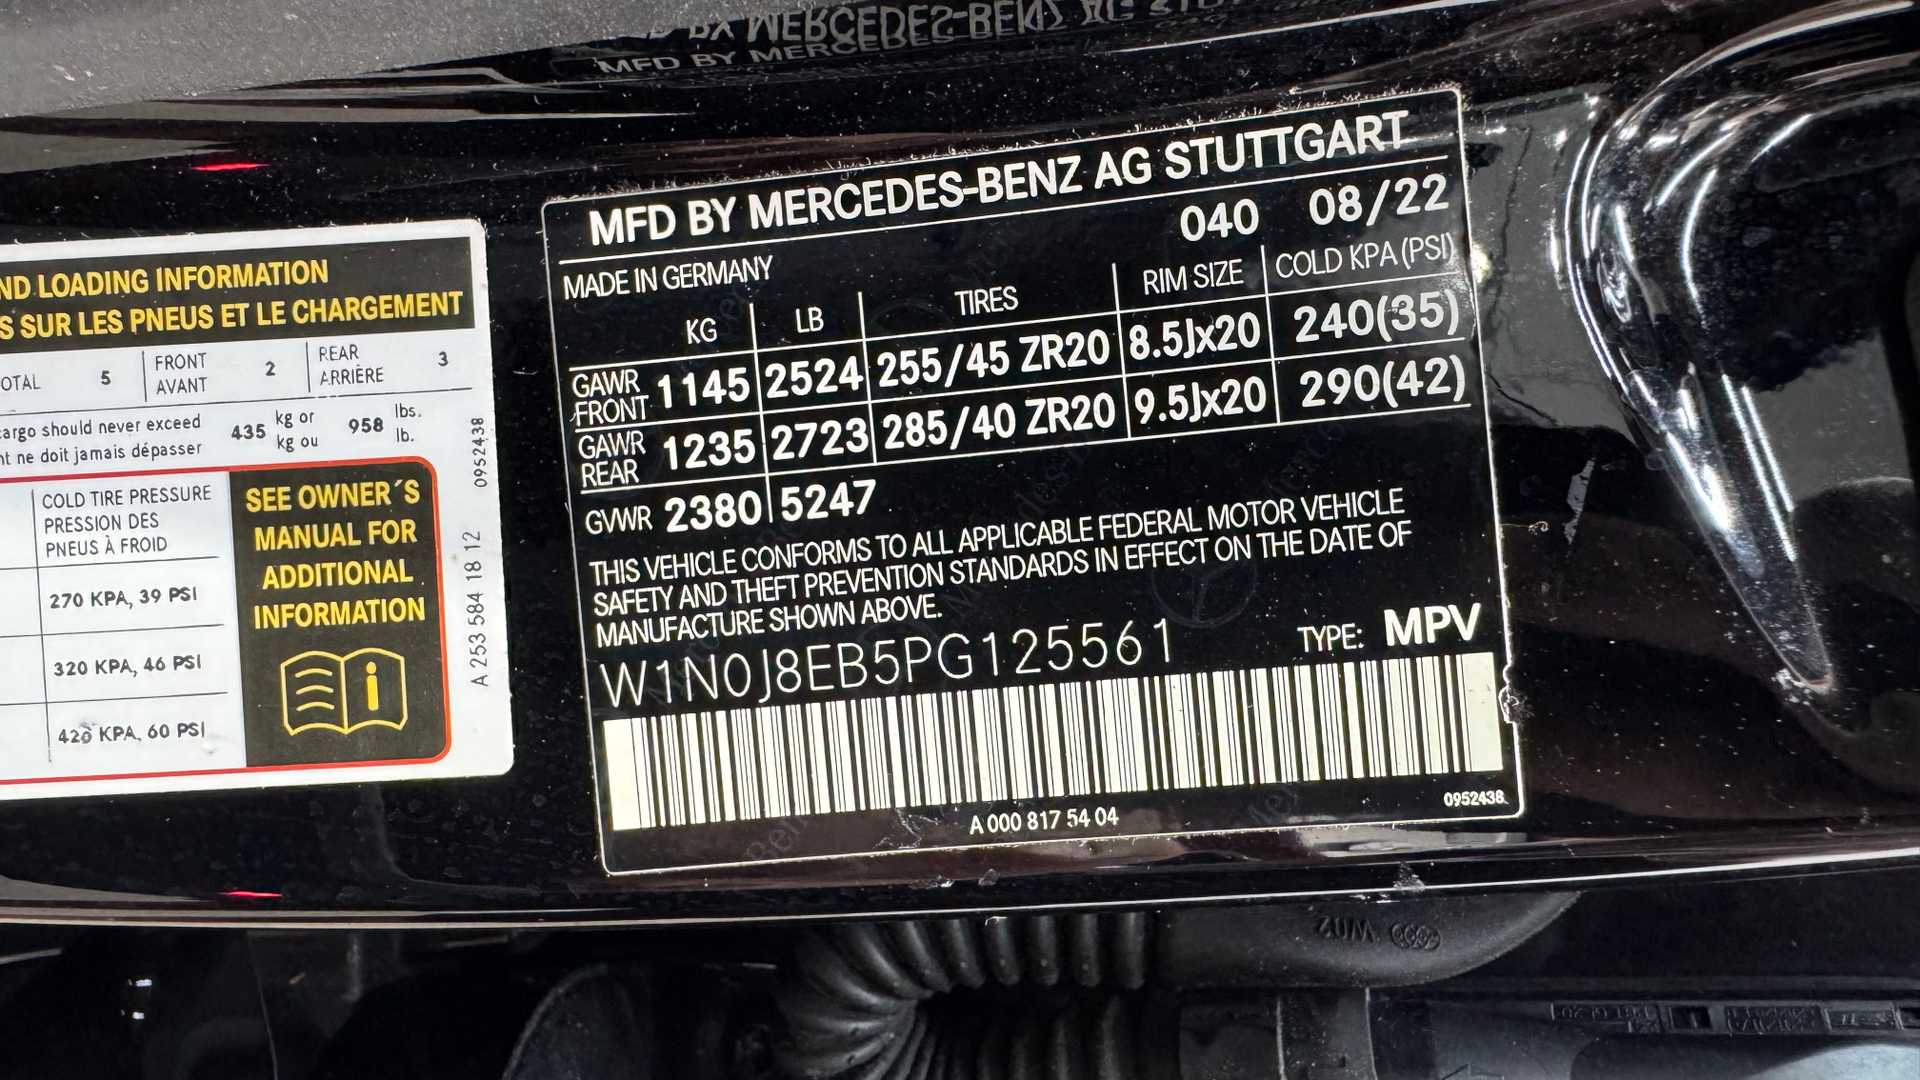 MFD BY MERCEDES-BENZ AG
ND LOADING INFORMATION
S SUR LES PNEUS ET LE CHARGEMENT
OTAL 5 FRONT AVANT 2 REAR ARRIÈRE 3
cargo should never exceed 435 kg or 958 lbs.
nt ne doit jamais dépasser kg ou lb.
COLD TIRE PRESSURE
PRESSION DES
PNEUS À FROID
270 KPA, 39 PSI
320 KPA, 46 PSI
420 KPA, 60 PSI
SEE OWNER´S
MANUAL FOR
ADDITIONAL
INFORMATION
A 253 584 18 12 0952438
MFD BY MERCEDES-BENZ AG STUTTGART
MADE IN GERMANY 040 08/22
KG LB TIRES RIM SIZE COLD KPA (PSI)
GAWR FRONT 1145 2524 255/45 ZR20 8.5Jx20 240(35)
GAWR REAR 1235 2723 285/40 ZR20 9.5Jx20 290(42)
GVWR 2380 5247
THIS VEHICLE CONFORMS TO ALL APPLICABLE FEDERAL MOTOR VEHICLE
SAFETY AND THEFT PREVENTION STANDARDS IN EFFECT ON THE DATE OF
MANUFACTURE SHOWN ABOVE.
W1N0J8EB5PG125561 TYPE: MPV
A 000 817 54 04
0952438